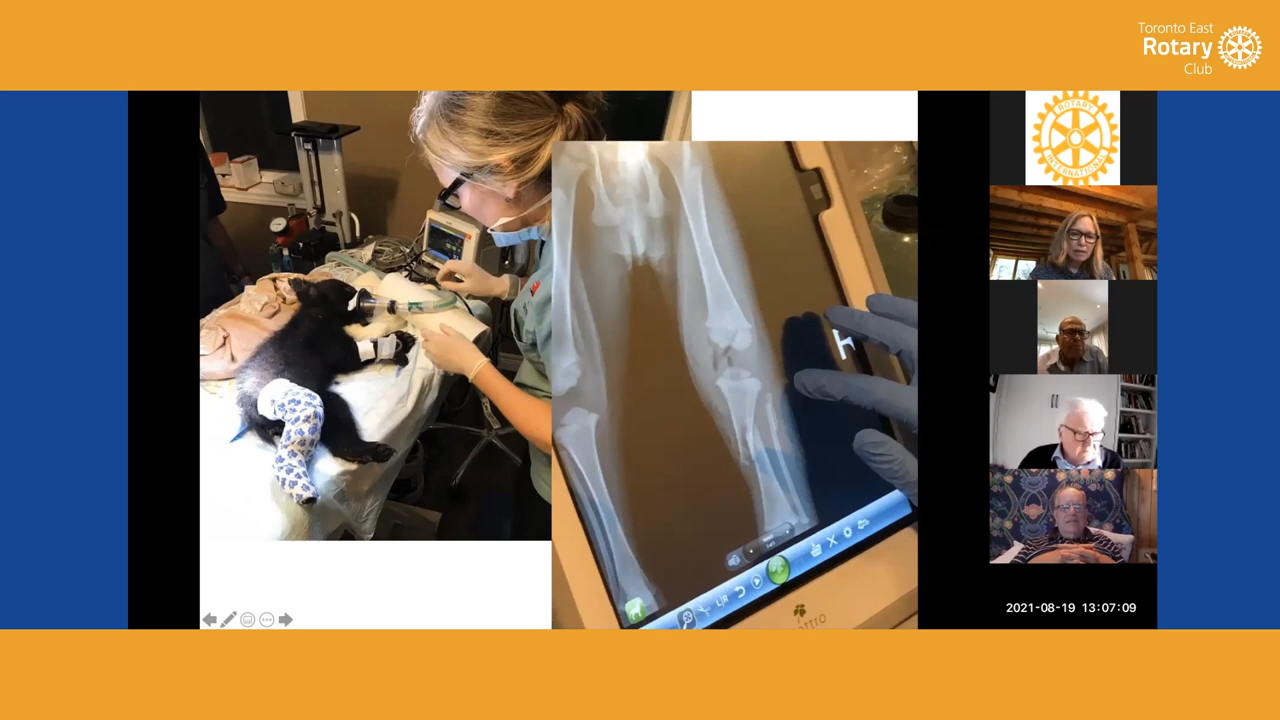 Toronto East
Rotary
Club
ROTARY
INTERNATIONAL
L/R
2021-08-19 13:07:09